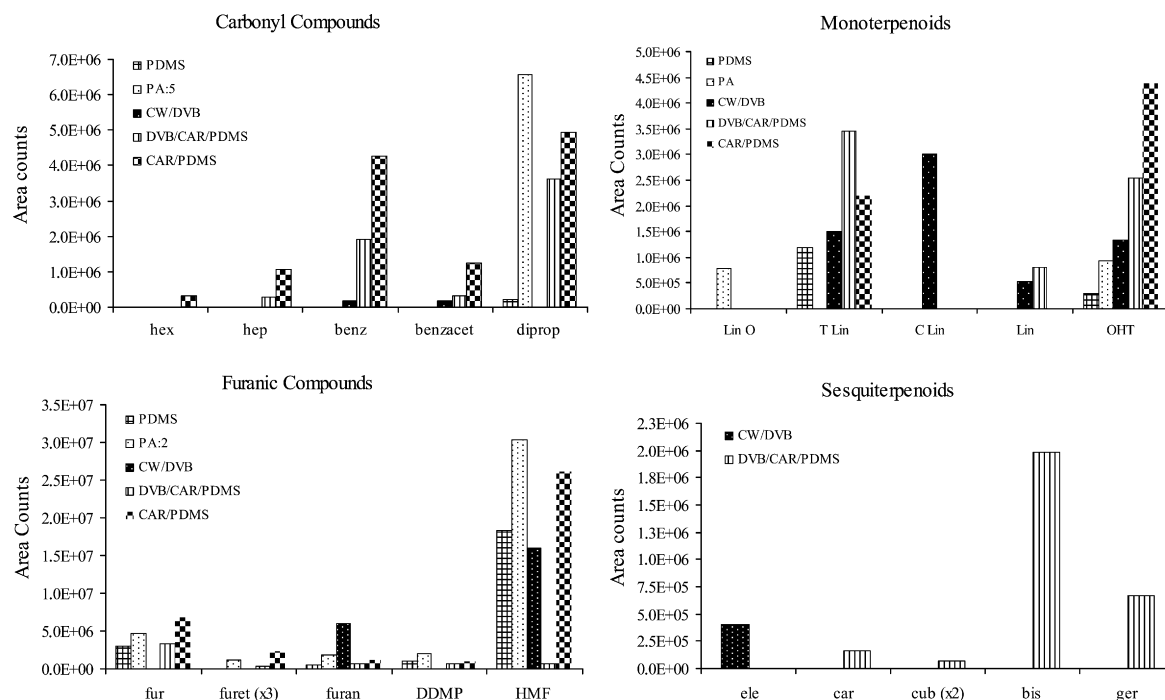 Carbonyl Compounds
Area counts
7.0E+06
6.0E+06
5.0E+06
4.0E+06
3.0E+06
2.0E+06
1.0E+06
0.0E+00
PDMS
PA:5
CW/DVB
DVB/CAR/PDMS
CAR/PDMS
hex hep benz benzacet diprop
Monoterpenoids
Area Counts
5.0E+06
4.5E+06
4.0E+06
3.5E+06
3.0E+06
2.5E+06
2.0E+06
1.5E+06
1.0E+06
5.0E+05
0.0E+00
PDMS
PA
CW/DVB
DVB/CAR/PDMS
CAR/PDMS
Lin O T Lin C Lin Lin OHT
Furanic Compounds
Area Counts
3.5E+07
3.0E+07
2.5E+07
2.0E+07
1.5E+07
1.0E+07
5.0E+06
0.0E+00
PDMS
PA:2
CW/DVB
DVB/CAR/PDMS
CAR/PDMS
fur furet (x3) furan DDMP HMF
Sesquiterpenoids
Area counts
2.3E+06
2.0E+06
1.8E+06
1.5E+06
1.3E+06
1.0E+06
7.5E+05
5.0E+05
2.5E+05
0.0E+00
CW/DVB
DVB/CAR/PDMS
ele car cub (x2) bis ger